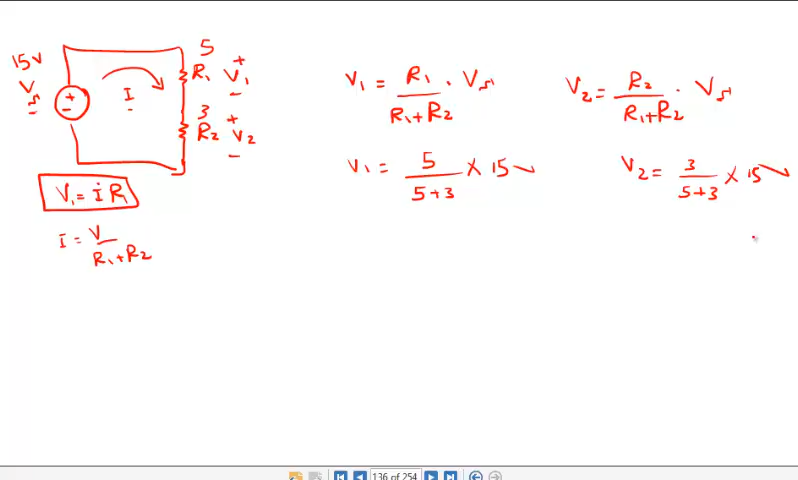 15V
Vs
+
-
I
5
R1
+
V1
-
3
R2
+
V2
-
V1 = i R1
I = V / R1+R2
V1 = R1 / R1+R2 . Vs
V1 = 5 / 5+3 × 15
V2 = R2 / R1+R2 . Vs
V2 = 3 / 5+3 × 15
136 of 254